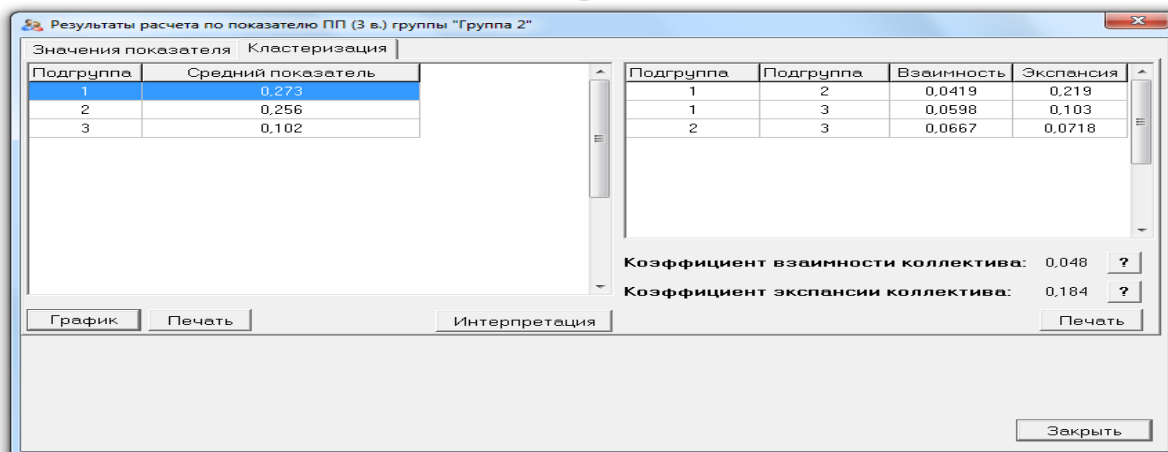 Результаты расчета по показателю ПП (3 в.) группы "Группа 2"
Значения показателя Кластеризация
Подгруппа Средний показатель
1 0,273
2 0,256
3 0,102
Подгруппа Подгруппа Взаимность Экспансия
1 2 0,0419 0,219
1 3 0,0598 0,103
2 3 0,0667 0,0718
Коэффициент взаимности коллектива: 0,048 ?
Коэффициент экспансии коллектива: 0,184 ?
График Печать Интерпретация Печать
Закрыть